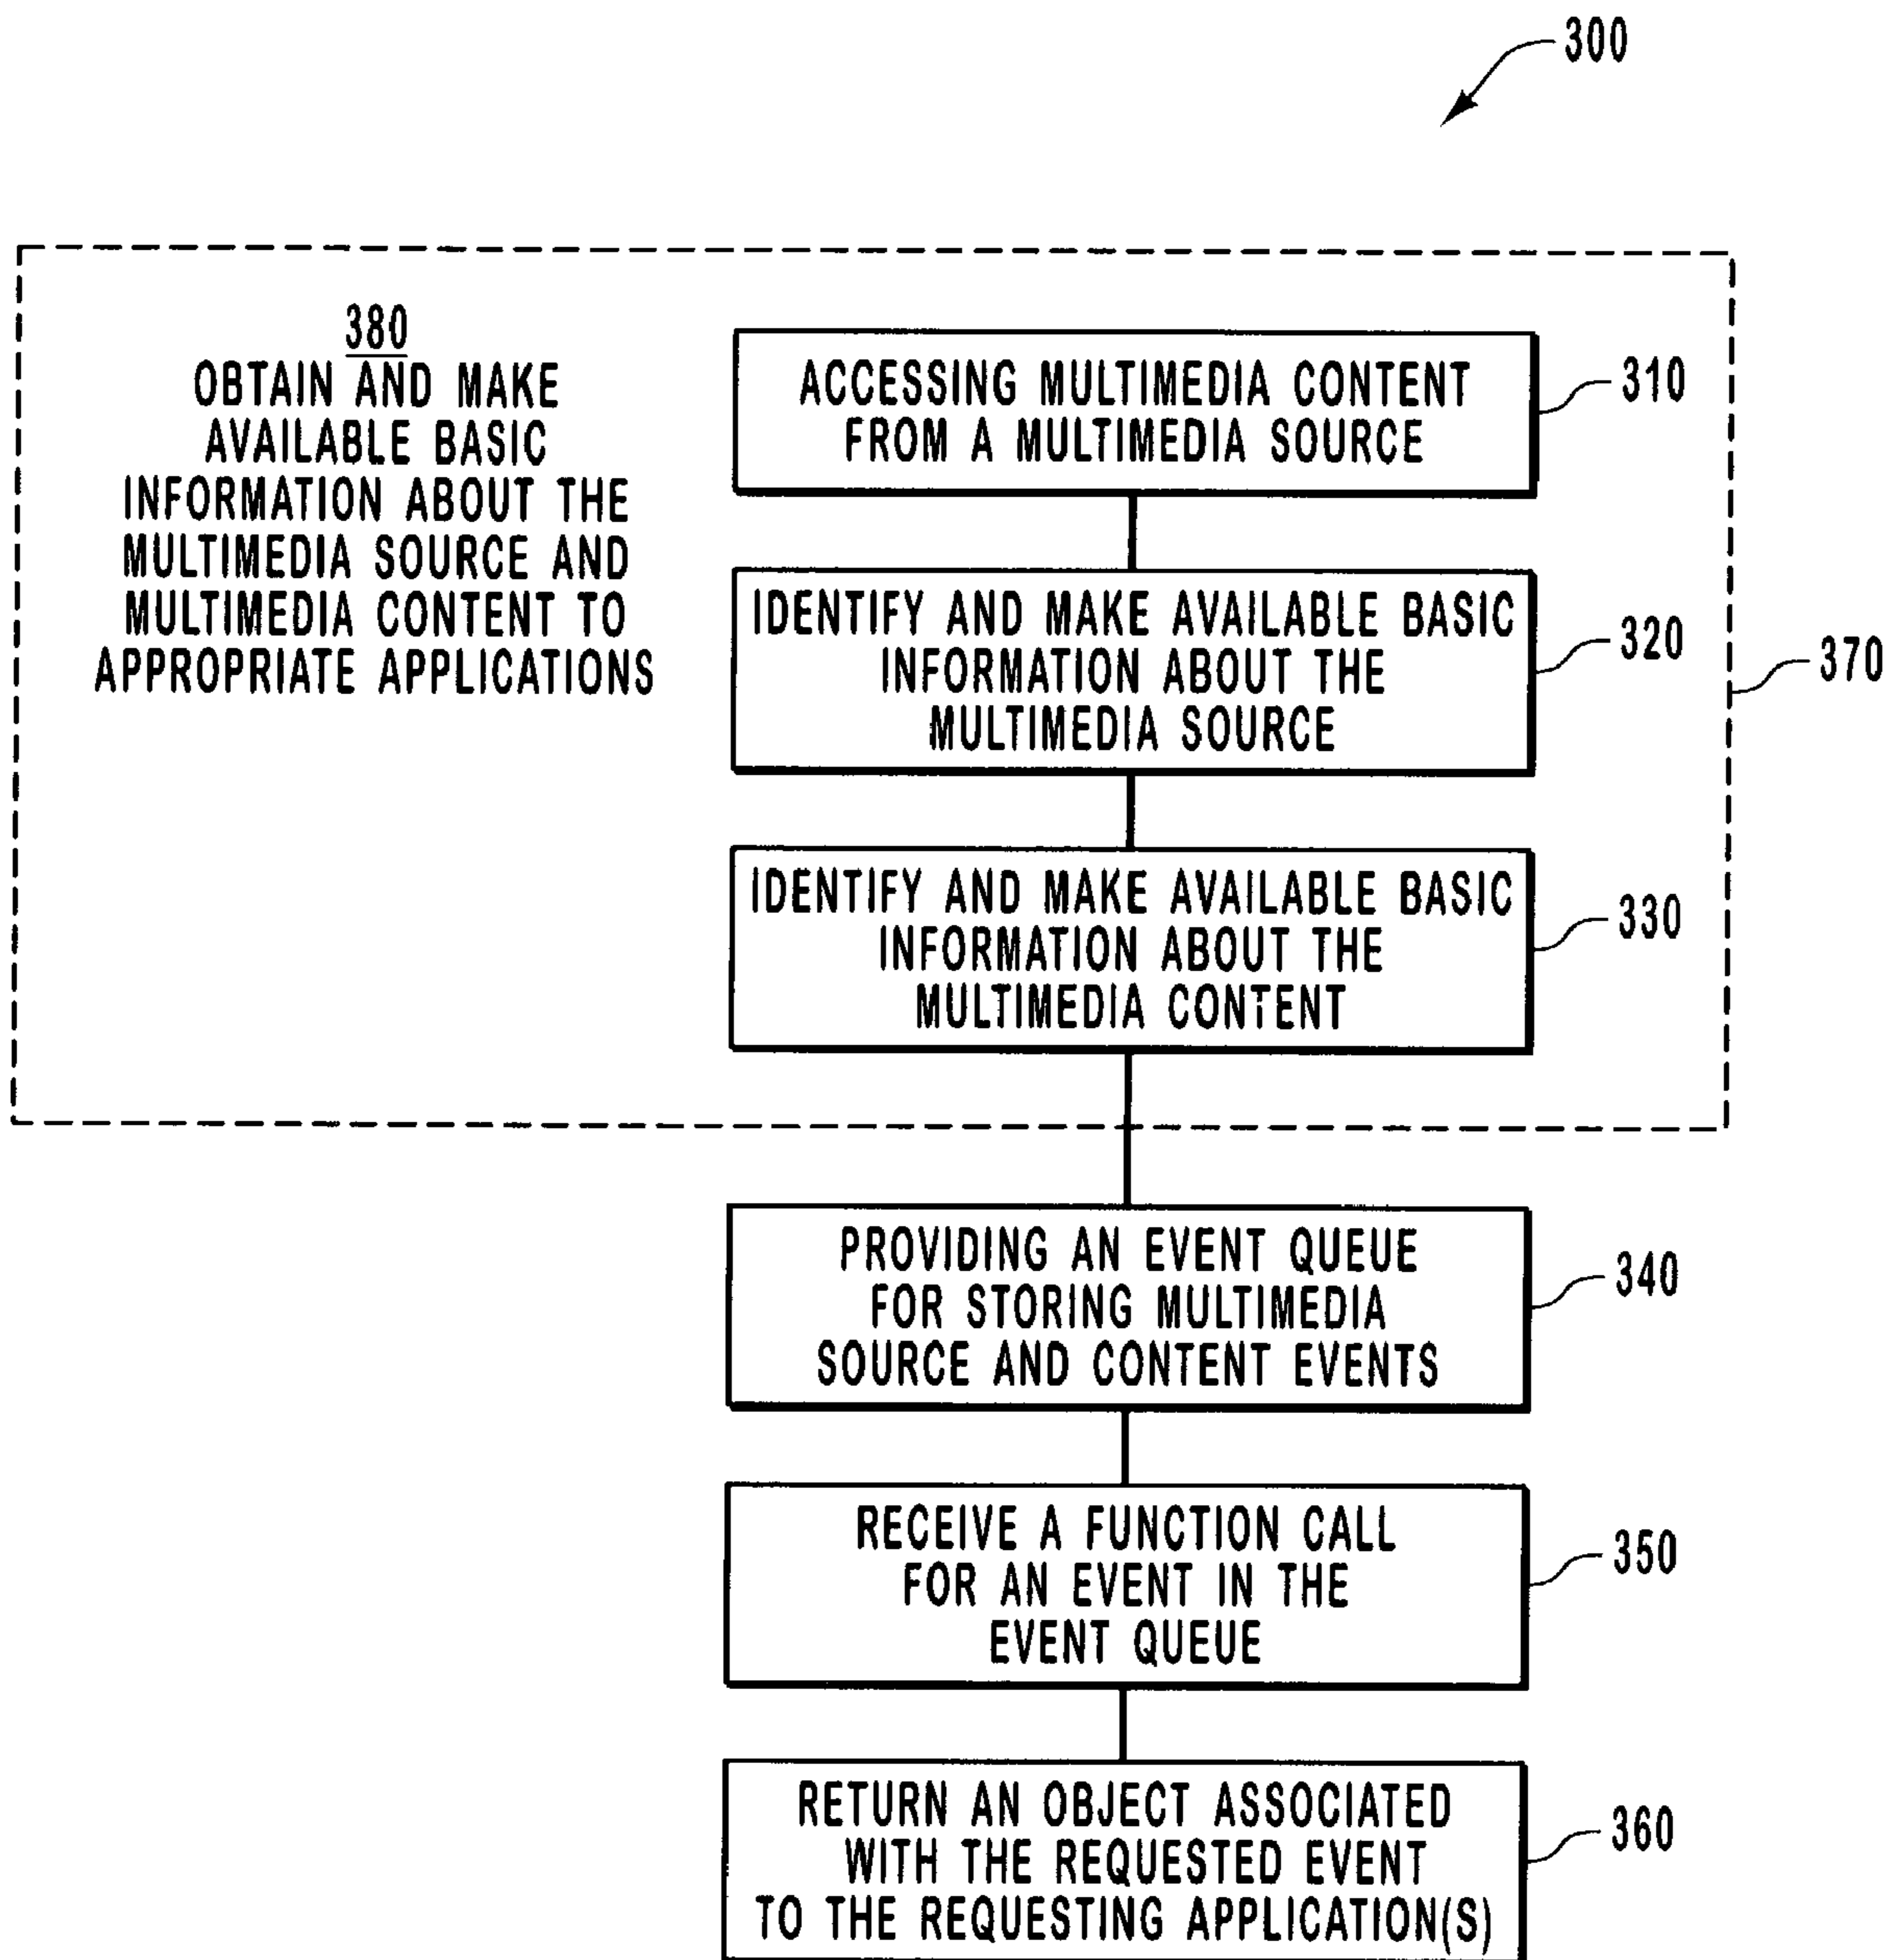 300
380
OBTAIN AND MAKE
AVAILABLE BASIC
INFORMATION ABOUT THE
MULTIMEDIA SOURCE AND
MULTIMEDIA CONTENT TO
APPROPRIATE APPLICATIONS
ACCESSING MULTIMEDIA CONTENT
FROM A MULTIMEDIA SOURCE
310
IDENTIFY AND MAKE AVAILABLE BASIC
INFORMATION ABOUT THE
MULTIMEDIA SOURCE
320
370
IDENTIFY AND MAKE AVAILABLE BASIC
INFORMATION ABOUT THE
MULTIMEDIA CONTENT
330
PROVIDING AN EVENT QUEUE
FOR STORING MULTIMEDIA
SOURCE AND CONTENT EVENTS
340
RECEIVE A FUNCTION CALL
FOR AN EVENT IN THE
EVENT QUEUE
350
RETURN AN OBJECT ASSOCIATED
WITH THE REQUESTED EVENT
TO THE REQUESTING APPLICATION(S)
360